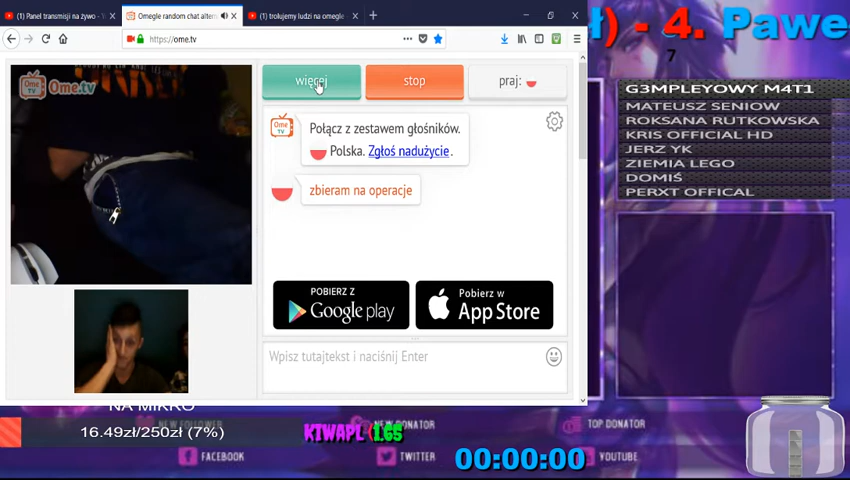 (1) Panel transmisji na żywo - Y
Omegle random chat altern
(1) trolujemy ludzi na omegle
ł) - 4. Pawe
7
https://ome.tv
Ome.tv
więcej
stop
praj:
Połącz z zestawem głośników.
Polska. Zgłoś nadużycie.
zbieram na operacje
POBIERZ Z
Google play
Pobierz w
App Store
Wpisz tutajtekst i naciśnij Enter
G3MPLEYOWY M4T1
MATEUSZ SENIOW
ROKSANA RUTKOWSKA
KRIS OFFICIAL HD
JERZ YK
ZIEMIA LEGO
DOMIŚ
PERXT OFFICAL
NA MIKRO
16.49zł/250zł (7%)
NEW FOLLOWER
KIWAPL 1.65
NEW DONATOR
TOP DONATOR
FACEBOOK
TWITTER
00:00:00
YOUTUBE